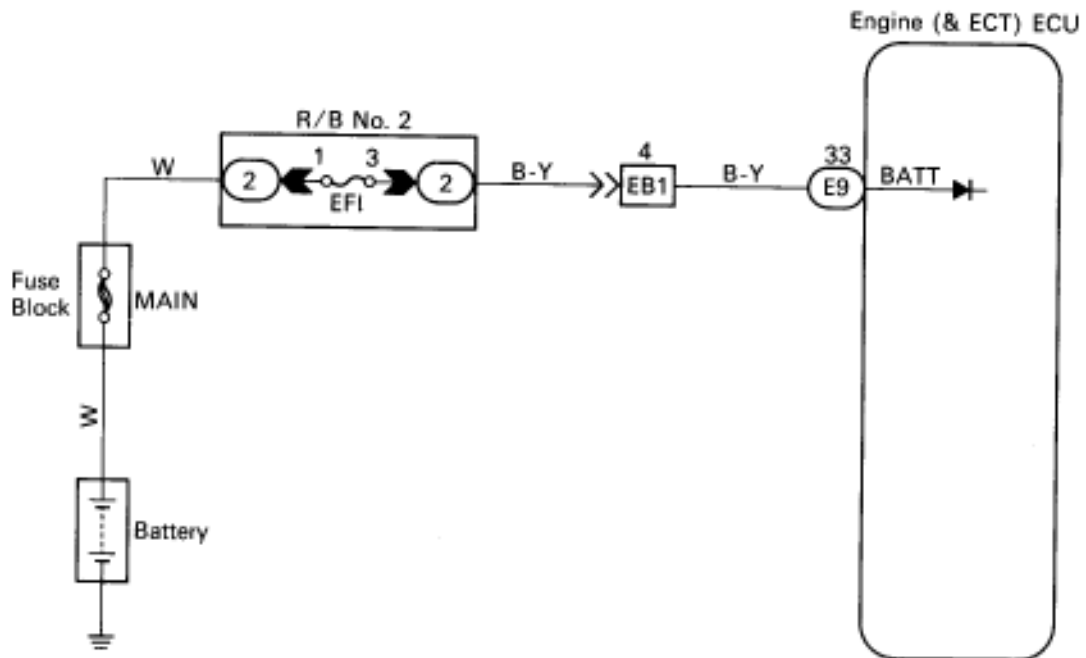 Engine (& ECT) ECU
R/B No. 2
W
2
1
3
2
EFI
B-Y
4
EB1
B-Y
33
E9
BATT
Fuse
Block
MAIN
W
Battery